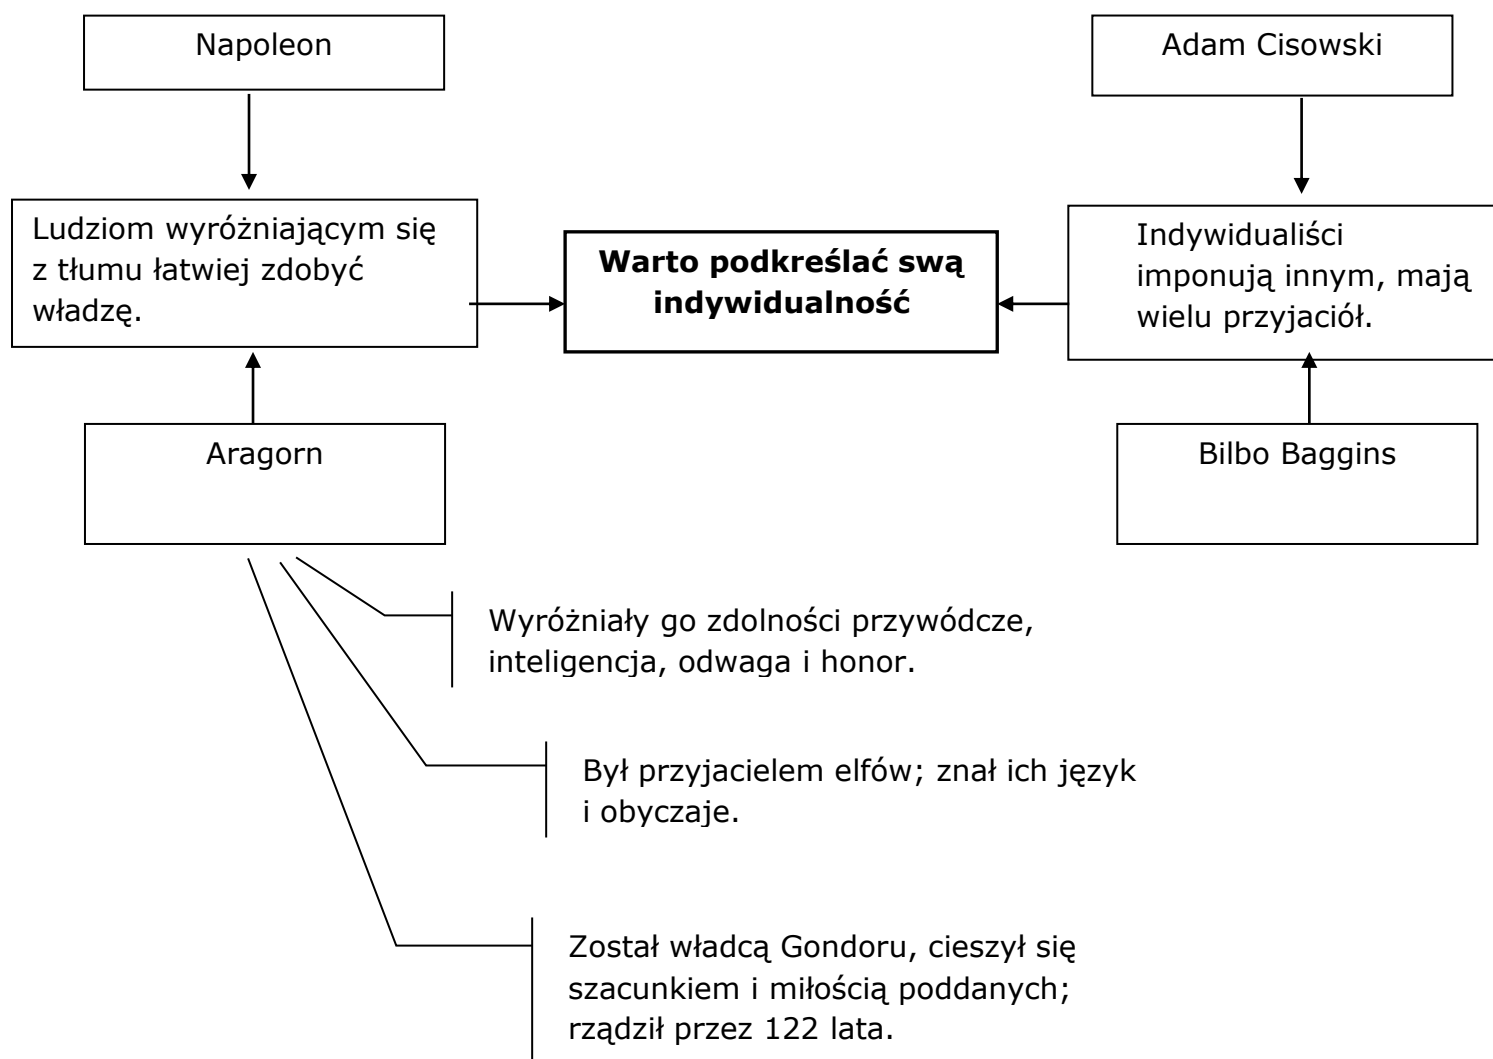 Napoleon
Adam Cisowski
Ludziom wyróżniającym się
z tłumu łatwiej zdobyć
władzę.
Warto podkreślać swą
indywidualność
Indywidualiści
imponują innym, mają
wielu przyjaciół.
Aragorn
Bilbo Baggins
Wyróżniały go zdolności przywódcze,
inteligencja, odwaga i honor.
Był przyjacielem elfów; znał ich język
i obyczaje.
Został władcą Gondoru, cieszył się
szacunkiem i miłością poddanych;
rządził przez 122 lata.